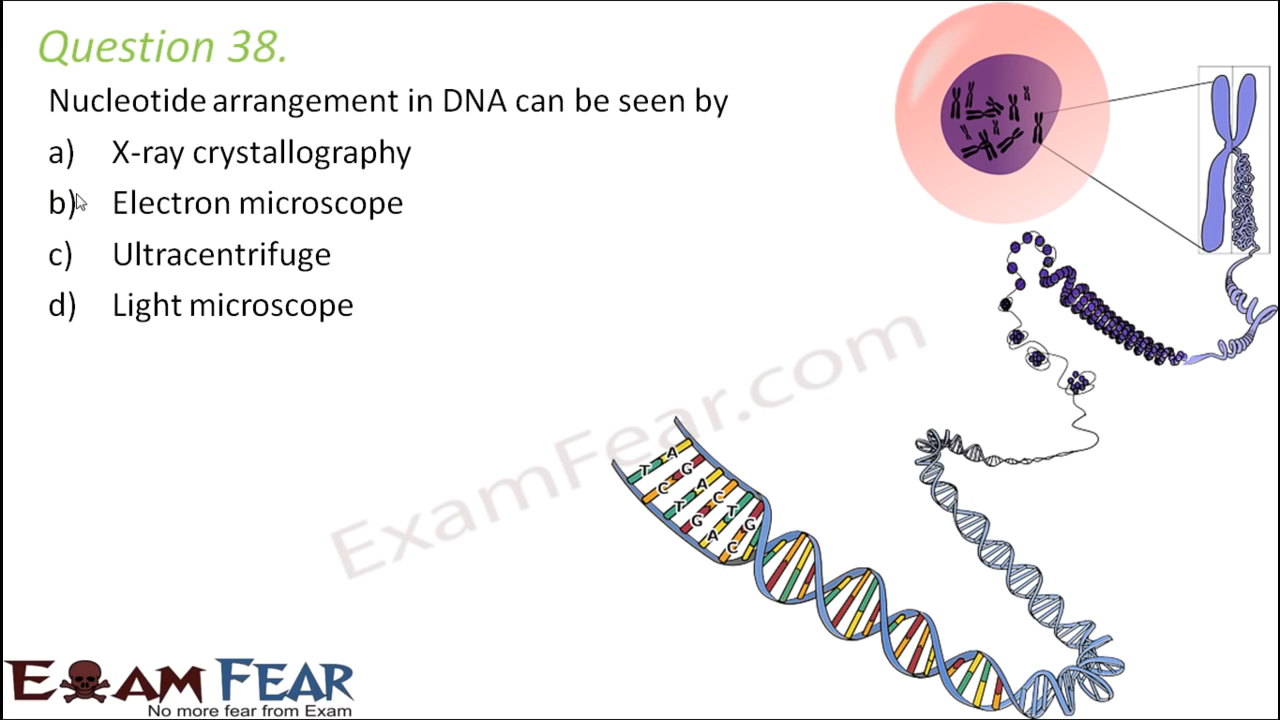 Question 38.
Nucleotide arrangement in DNA can be seen by
a) X-ray crystallography
b) Electron microscope
c) Ultracentrifuge
d) Light microscope
ExamFear.com
T A
C G
T A
G C
A T
C G
EXAM FEAR
No more fear from Exam